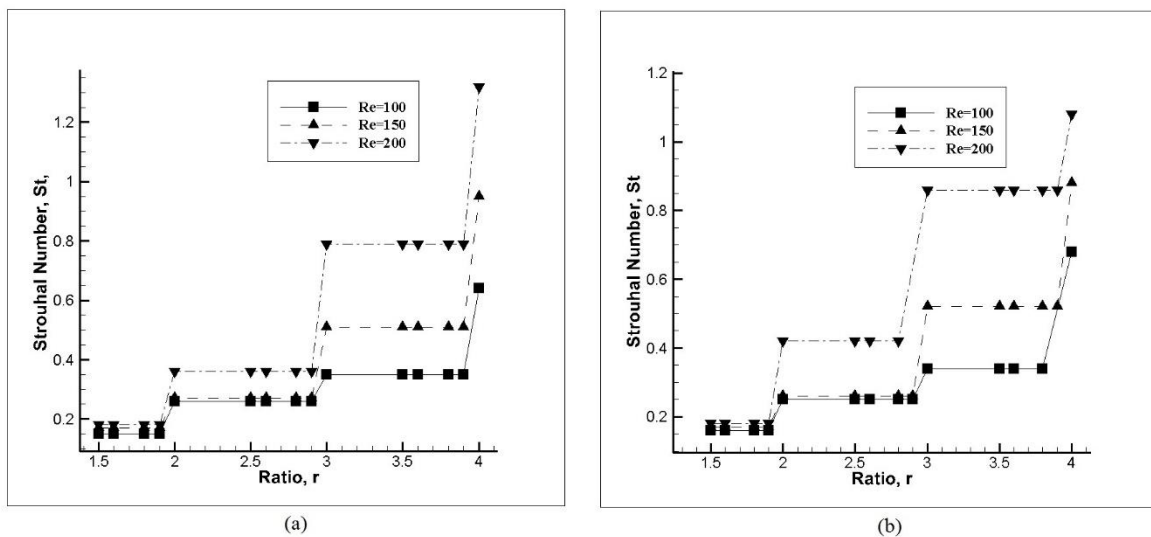 Strouhal Number, St,
1.2
1
0.8
0.6
0.4
0.2
Re=100
Re=150
Re=200
1.5 2 2.5 3 3.5 4
Ratio, r
(a)
Strouhal Number, St
1.2
1
0.8
0.6
0.4
0.2
Re=100
Re=150
Re=200
1.5 2 2.5 3 3.5 4
Ratio, r
(b)